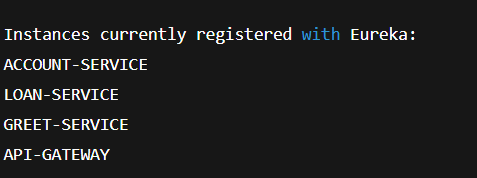 Instances currently registered with Eureka:
ACCOUNT-SERVICE
LOAN-SERVICE
GREET-SERVICE
API-GATEWAY